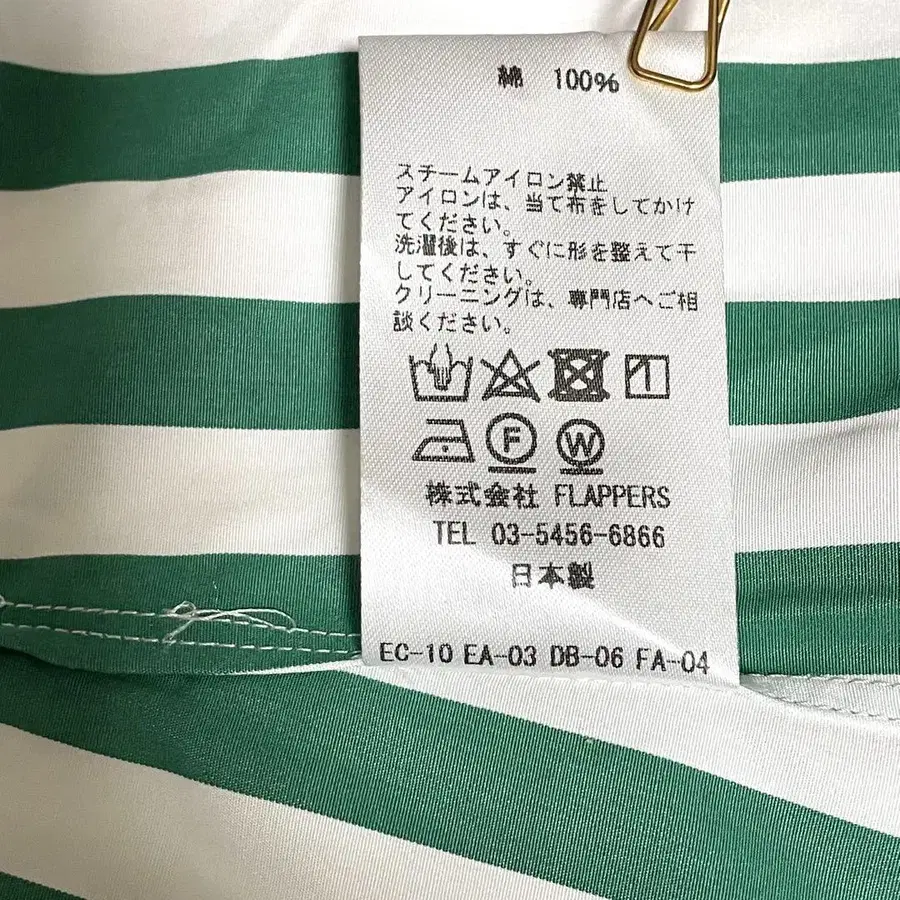 綿 100%
スチームアイロン禁止
アイロンは、当て布をしてかけ
てください。
洗濯後は、すぐに形を整えて干
してください。
クリーニングは、専門店へご相
談ください。
F W
株式会社 FLAPPERS
TEL 03-5456-6866
日本製
EC-10 EA-03 DB-06 FA-04